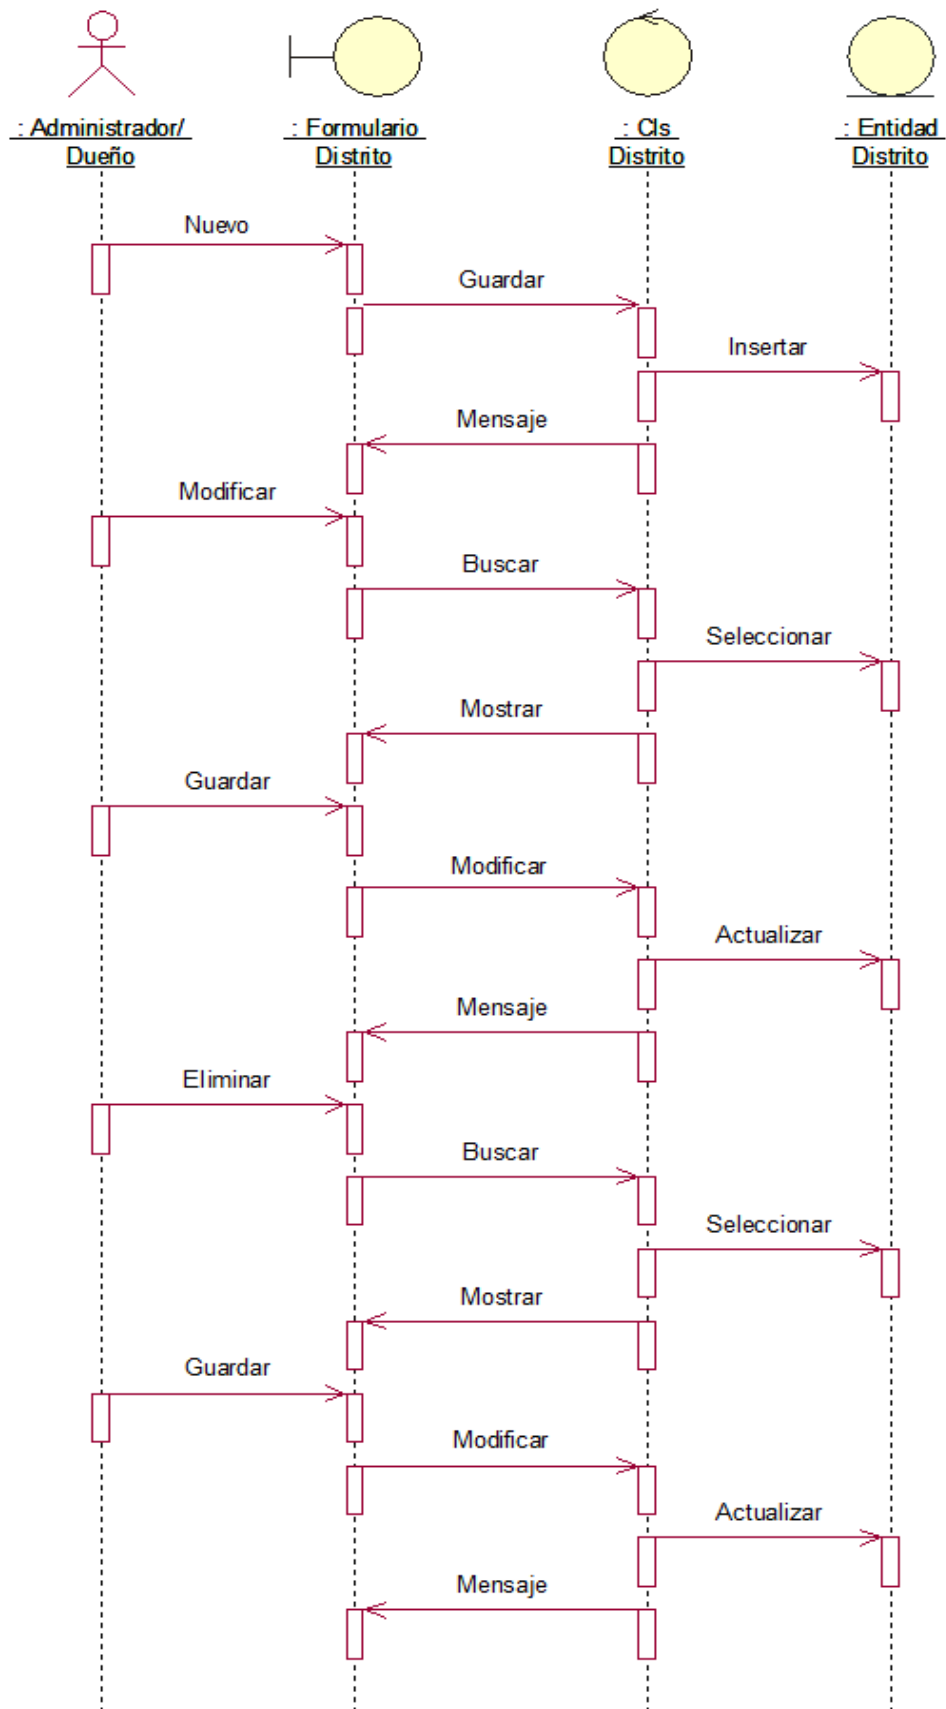 : Administrador/
Dueño
: Formulario
Distrito
: Cls
Distrito
: Entidad
Distrito
Nuevo
Guardar
Insertar
Mensaje
Modificar
Buscar
Seleccionar
Mostrar
Guardar
Modificar
Actualizar
Mensaje
Eliminar
Buscar
Seleccionar
Mostrar
Guardar
Modificar
Actualizar
Mensaje